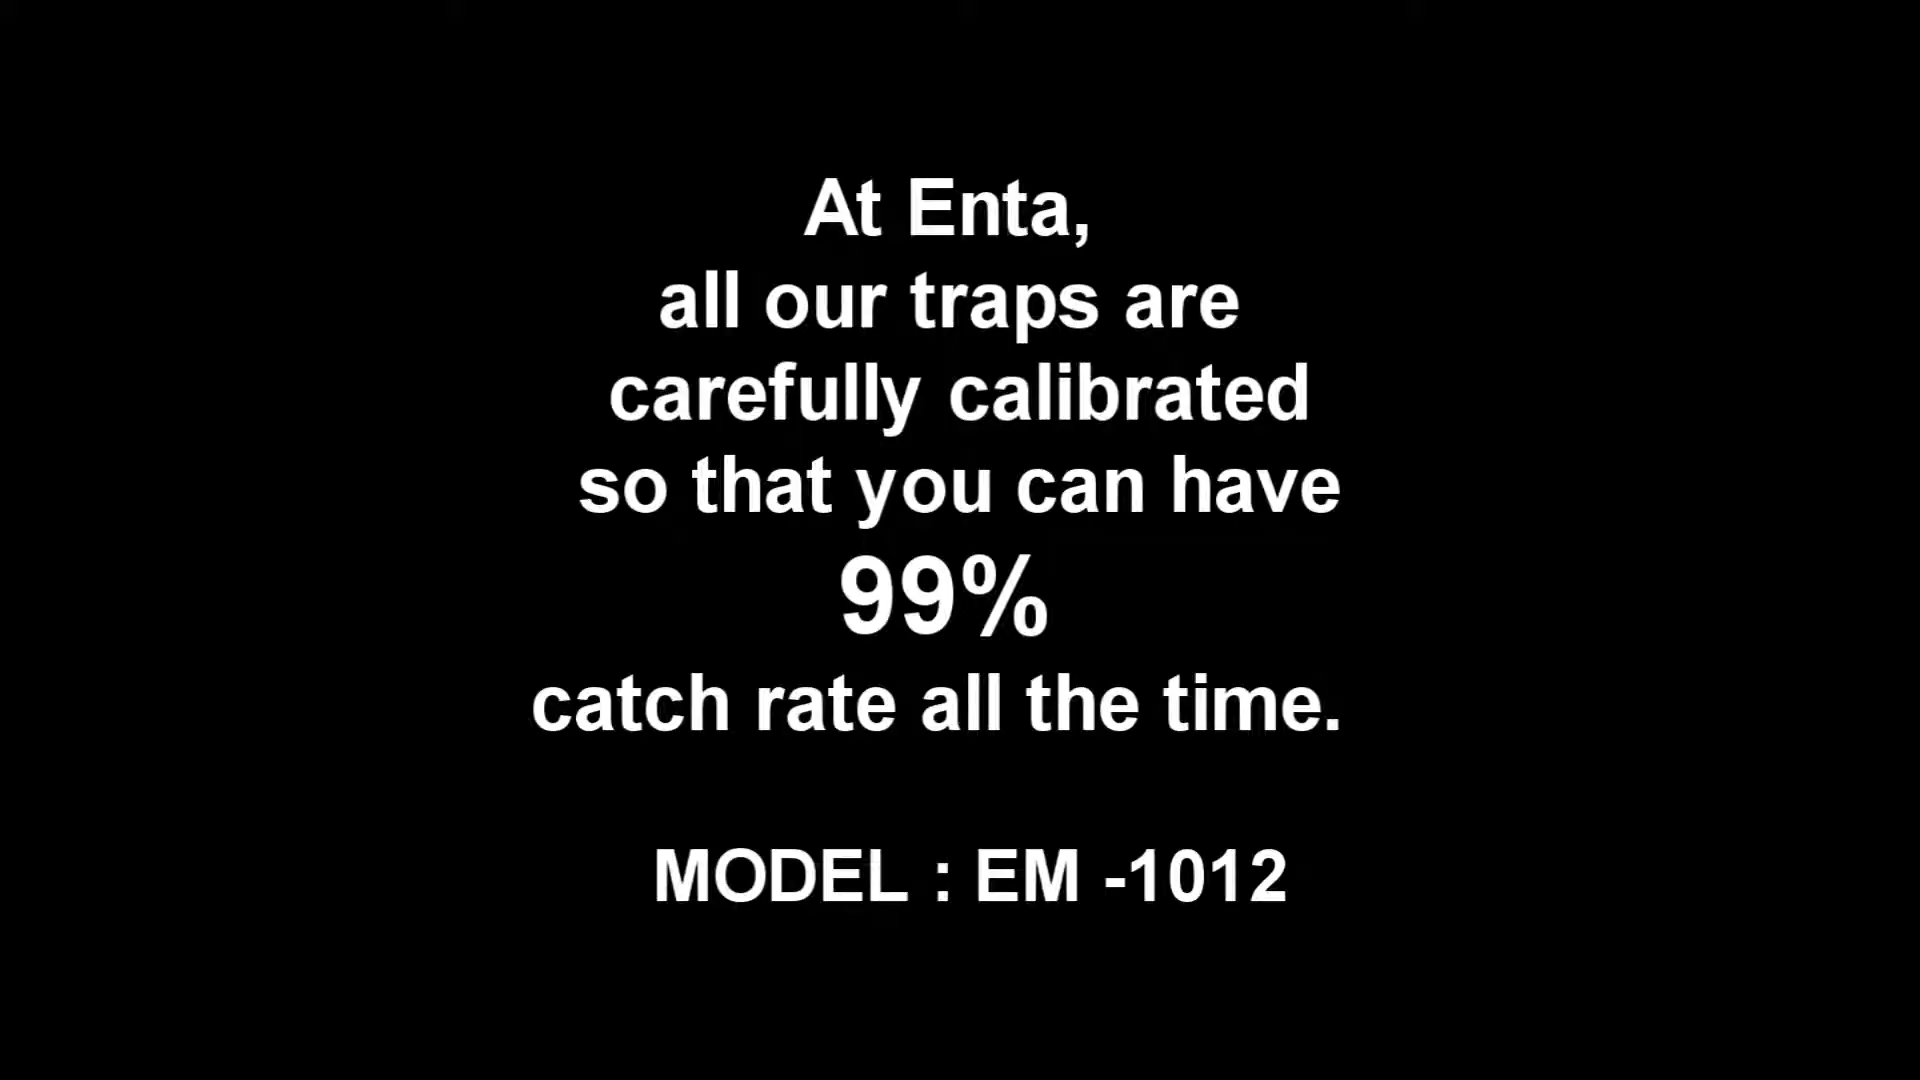 At Enta,
all our traps are
carefully calibrated
so that you can have
99%
catch rate all the time.
MODEL : EM -1012